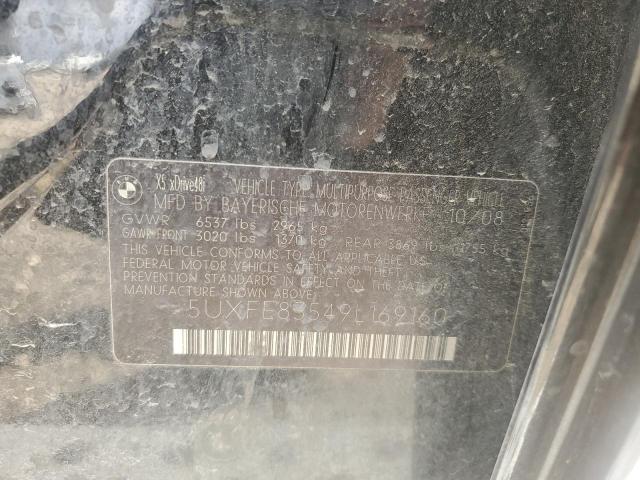 BMW
X5 xDrive48i VEHICLE TYPE MULTIPURPOSE PASSENGER VEHICLE
MFD BY BAYERISCHE MOTORENWERKE 10/08
GVWR 6537 lbs 2965 kg
GAWR FRONT 3020 lbs 1370 kg REAR 3869 lbs 1755 kg
THIS VEHICLE CONFORMS TO ALL APPLICABLE U.S.
FEDERAL MOTOR VEHICLE SAFETY AND THEFT
PREVENTION STANDARDS IN EFFECT ON THE DATE OF
MANUFACTURE SHOWN ABOVE.
5UXFE83549L169160